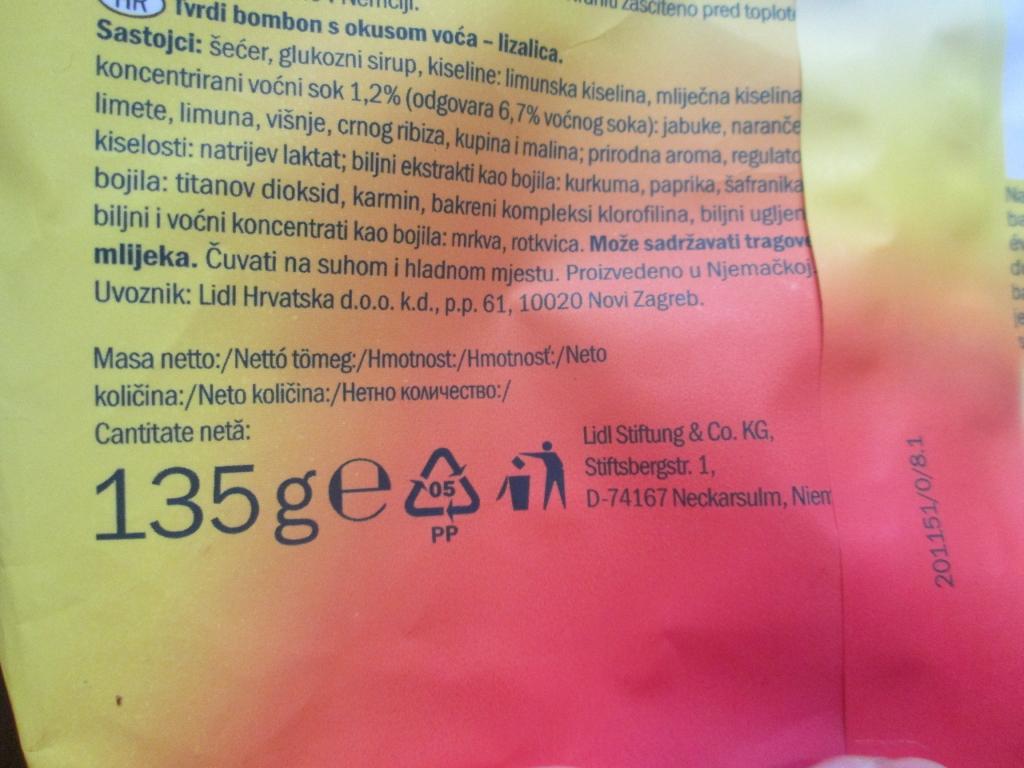 HR
Nemčiji.
zaščiteno pred toploto
Tvrdi bombon s okusom voća – lizalica.
Sastojci: šećer, glukozni sirup, kiseline: limunska kiselina, mliječna kiselina
koncentrirani voćni sok 1,2% (odgovara 6,7% voćnog soka): jabuke, naranče
limete, limuna, višnje, crnog ribiza, kupina i malina; prirodna aroma, regulato
kiselosti: natrijev laktat; biljni ekstrakti kao bojila: kurkuma, paprika, šafranika
bojila: titanov dioksid, karmin, bakreni kompleksi klorofilina, biljni ugljen
biljni i voćni koncentrati kao bojila: mrkva, rotkvica. Može sadržavati tragove
mlijeka. Čuvati na suhom i hladnom mjestu. Proizvedeno u Njemačkoj.
Uvoznik: Lidl Hrvatska d.o.o. k.d., p.p. 61, 10020 Novi Zagreb.
Masa netto:/Nettó tömeg:/Hmotnost:/Hmotnosť:/Neto
količina:/Neto količina:/Нетно количество:/
Cantitate netă:
135 g e
05
PP
Lidl Stiftung & Co. KG,
Stiftsbergstr. 1,
D-74167 Neckarsulm, Niem
201151/0/8.1